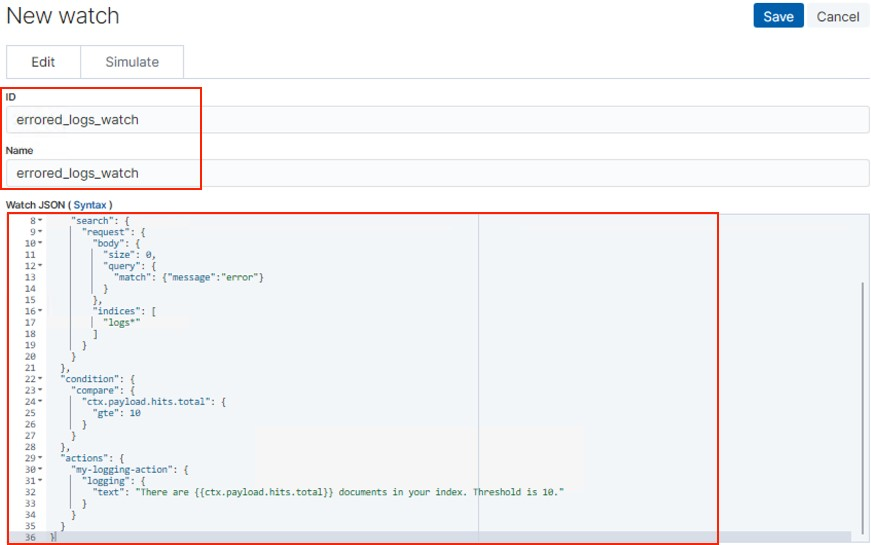 New watch
Save Cancel
Edit Simulate
ID
errored_logs_watch
Name
errored_logs_watch
Watch JSON ( Syntax )
8 "search": {
9 "request": {
10 "body": {
11 "size": 0,
12 "query": {
13 "match": {"message":"error"}
14 }
15 },
16 "indices": [
17 "logs*"
18 ]
19 }
20 }
21 },
22 "condition": {
23 "compare": {
24 "ctx.payload.hits.total": {
25 "gte": 10
26 }
27 }
28 },
29 "actions": {
30 "my-logging-action": {
31 "logging": {
32 "text": "There are {{ctx.payload.hits.total}} documents in your index. Threshold is 10."
33 }
34 }
35 }
36 }